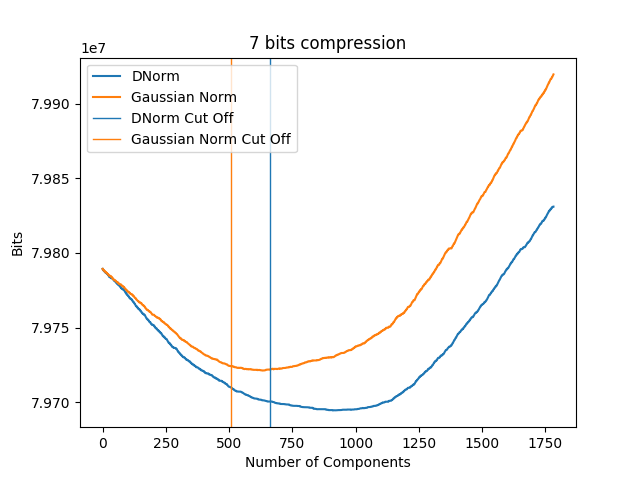 7 bits compression
1e7
DNorm
Gaussian Norm
DNorm Cut Off
Gaussian Norm Cut Off
7.990
7.985
7.980
7.975
7.970
Bits
0 250 500 750 1000 1250 1500 1750
Number of Components